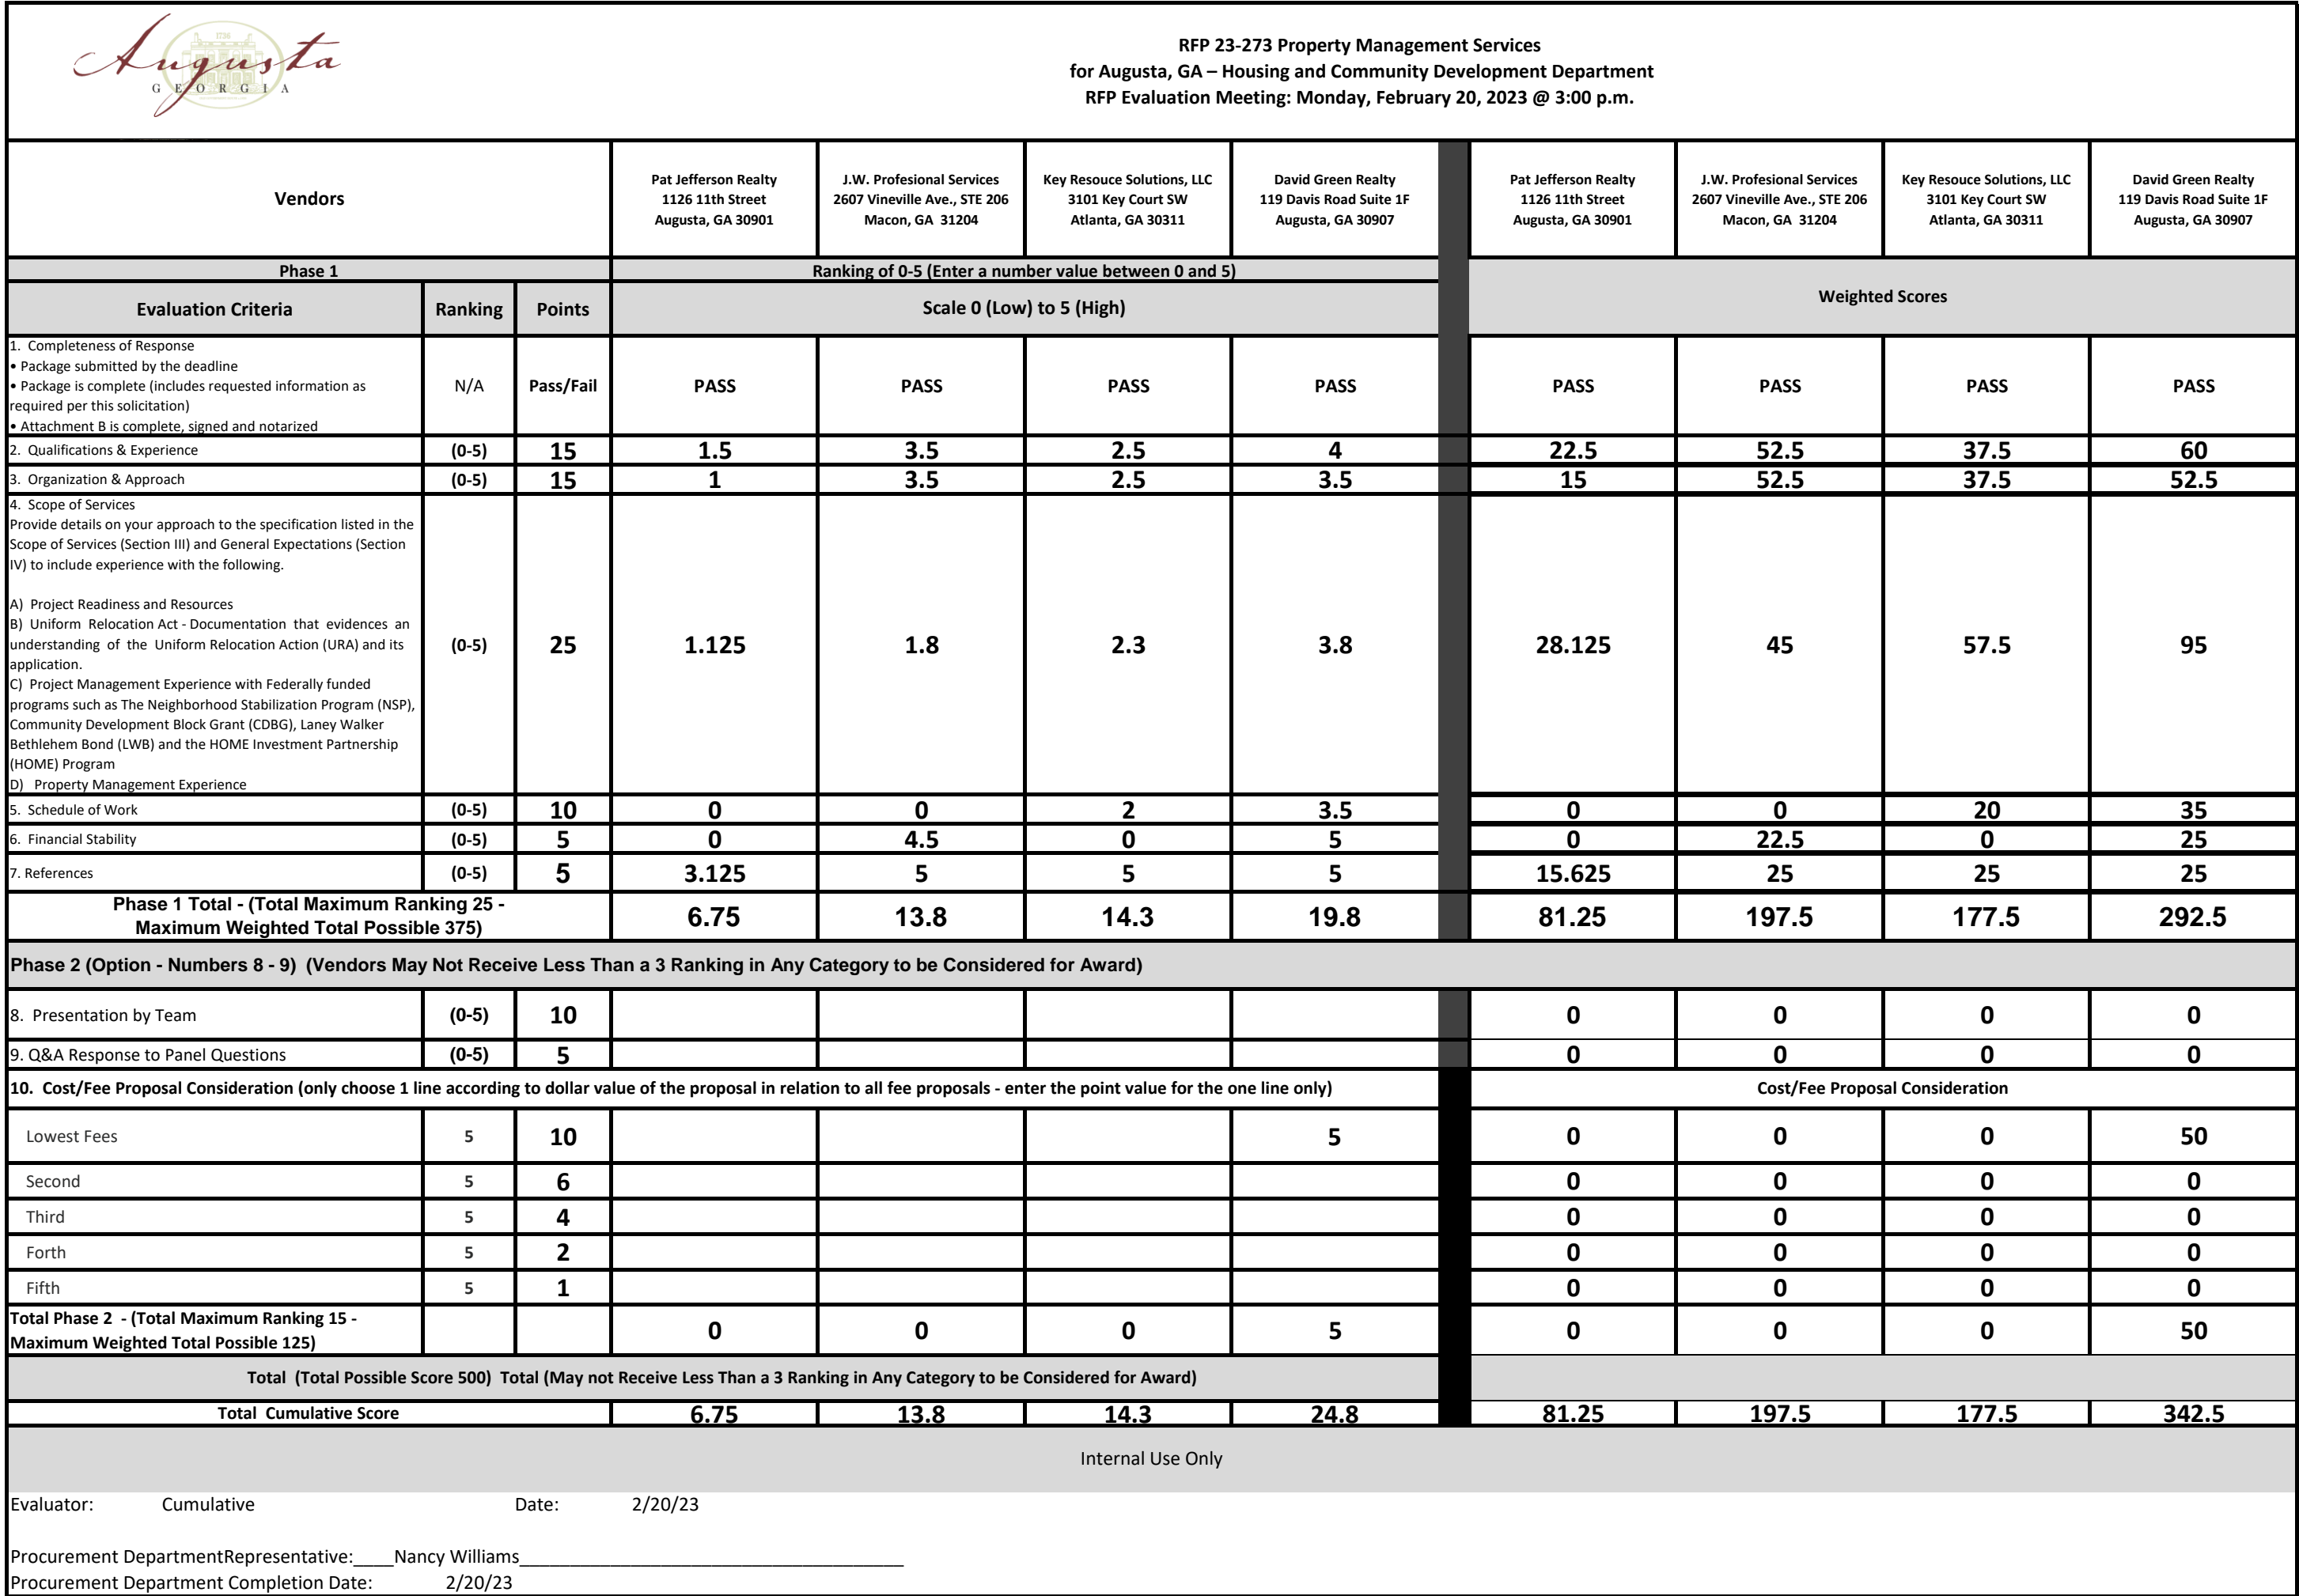 Augusta
GEORGIA
RFP 23-273 Property Management Services
for Augusta, GA – Housing and Community Development Department
RFP Evaluation Meeting: Monday, February 20, 2023 @ 3:00 p.m.
Vendors
Pat Jefferson Realty
1126 11th Street
Augusta, GA 30901
J.W. Profesional Services
2607 Vineville Ave., STE 206
Macon, GA 31204
Key Resouce Solutions, LLC
3101 Key Court SW
Atlanta, GA 30311
David Green Realty
119 Davis Road Suite 1F
Augusta, GA 30907
Pat Jefferson Realty
1126 11th Street
Augusta, GA 30901
J.W. Profesional Services
2607 Vineville Ave., STE 206
Macon, GA 31204
Key Resouce Solutions, LLC
3101 Key Court SW
Atlanta, GA 30311
David Green Realty
119 Davis Road Suite 1F
Augusta, GA 30907
Phase 1 Ranking of 0-5 (Enter a number value between 0 and 5)
Evaluation Criteria Ranking Points Scale 0 (Low) to 5 (High) Weighted Scores
1. Completeness of Response
• Package submitted by the deadline
• Package is complete (includes requested information as
required per this solicitation)
• Attachment B is complete, signed and notarized
N/A Pass/Fail PASS PASS PASS PASS PASS PASS PASS PASS
2. Qualifications & Experience (0-5) 15 1.5 3.5 2.5 4 22.5 52.5 37.5 60
3. Organization & Approach (0-5) 15 1 3.5 2.5 3.5 15 52.5 37.5 52.5
4. Scope of Services
Provide details on your approach to the specification listed in the
Scope of Services (Section III) and General Expectations (Section
IV) to include experience with the following.
A) Project Readiness and Resources
B) Uniform Relocation Act - Documentation that evidences an
understanding of the Uniform Relocation Action (URA) and its
application.
C) Project Management Experience with Federally funded
programs such as The Neighborhood Stabilization Program (NSP),
Community Development Block Grant (CDBG), Laney Walker
Bethlehem Bond (LWB) and the HOME Investment Partnership
(HOME) Program
D) Property Management Experience
(0-5) 25 1.125 1.8 2.3 3.8 28.125 45 57.5 95
5. Schedule of Work (0-5) 10 0 0 2 3.5 0 0 20 35
6. Financial Stability (0-5) 5 0 4.5 0 5 0 22.5 0 25
7. References (0-5) 5 3.125 5 5 5 15.625 25 25 25
Phase 1 Total - (Total Maximum Ranking 25 -
Maximum Weighted Total Possible 375)
6.75 13.8 14.3 19.8 81.25 197.5 177.5 292.5
Phase 2 (Option - Numbers 8 - 9) (Vendors May Not Receive Less Than a 3 Ranking in Any Category to be Considered for Award)
8. Presentation by Team (0-5) 10 0 0 0 0
9. Q&A Response to Panel Questions (0-5) 5 0 0 0 0
10. Cost/Fee Proposal Consideration (only choose 1 line according to dollar value of the proposal in relation to all fee proposals - enter the point value for the one line only) Cost/Fee Proposal Consideration
Lowest Fees 5 10 5 0 0 0 50
Second 5 6 0 0 0 0
Third 5 4 0 0 0 0
Forth 5 2 0 0 0 0
Fifth 5 1 0 0 0 0
Total Phase 2 - (Total Maximum Ranking 15 -
Maximum Weighted Total Possible 125)
0 0 0 5 0 0 0 50
Total (Total Possible Score 500) Total (May not Receive Less Than a 3 Ranking in Any Category to be Considered for Award)
Total Cumulative Score 6.75 13.8 14.3 24.8 81.25 197.5 177.5 342.5
Internal Use Only
Evaluator: Cumulative Date: 2/20/23
Procurement DepartmentRepresentative:____Nancy Williams____________________________________
Procurement Department Completion Date: 2/20/23